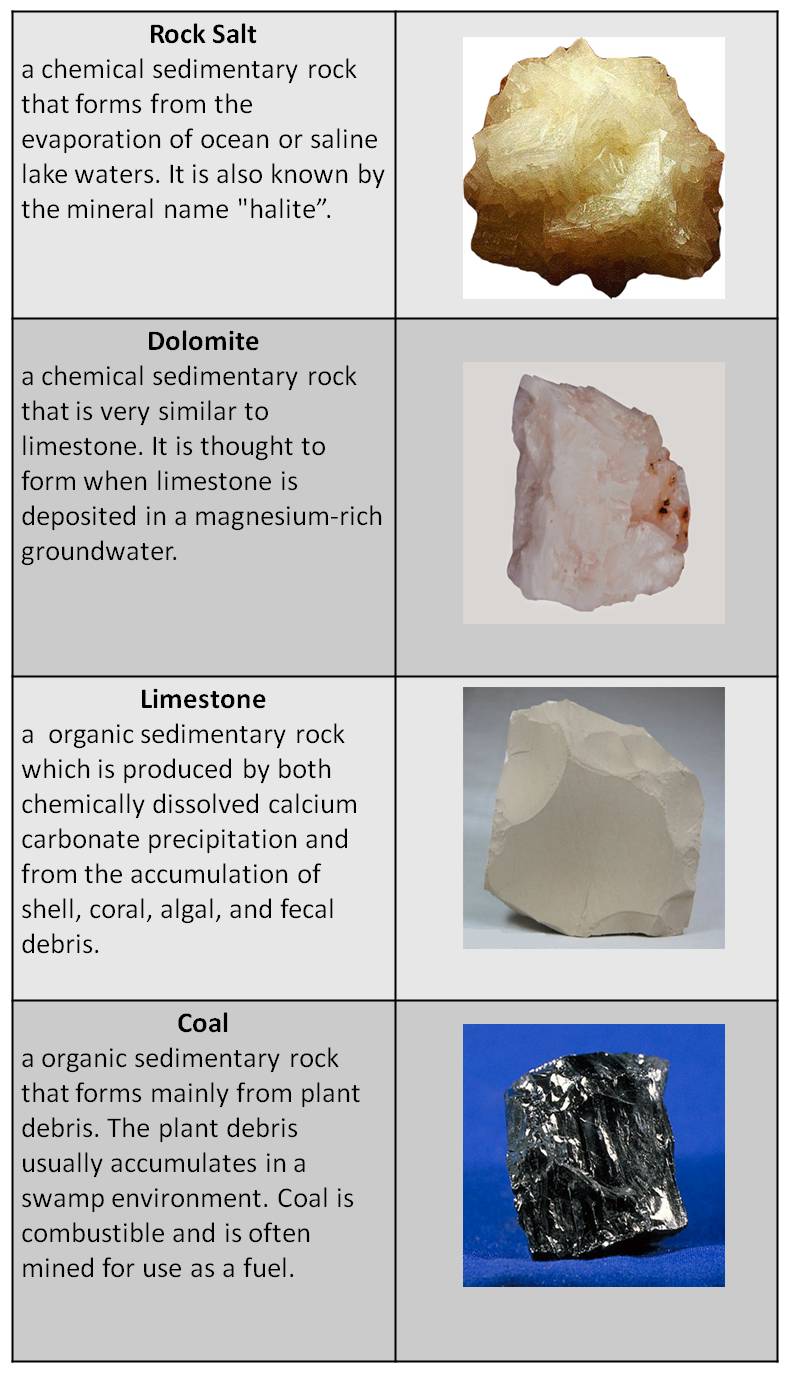 Rock Salt
a chemical sedimentary rock
that forms from the
evaporation of ocean or saline
lake waters. It is also known by
the mineral name "halite”.
Dolomite
a chemical sedimentary rock
that is very similar to
limestone. It is thought to
form when limestone is
deposited in a magnesium-rich
groundwater.
Limestone
a  organic sedimentary rock
which is produced by both
chemically dissolved calcium
carbonate precipitation and
from the accumulation of
shell, coral, algal, and fecal
debris.
Coal
a organic sedimentary rock
that forms mainly from plant
debris. The plant debris
usually accumulates in a
swamp environment. Coal is
combustible and is often
mined for use as a fuel.